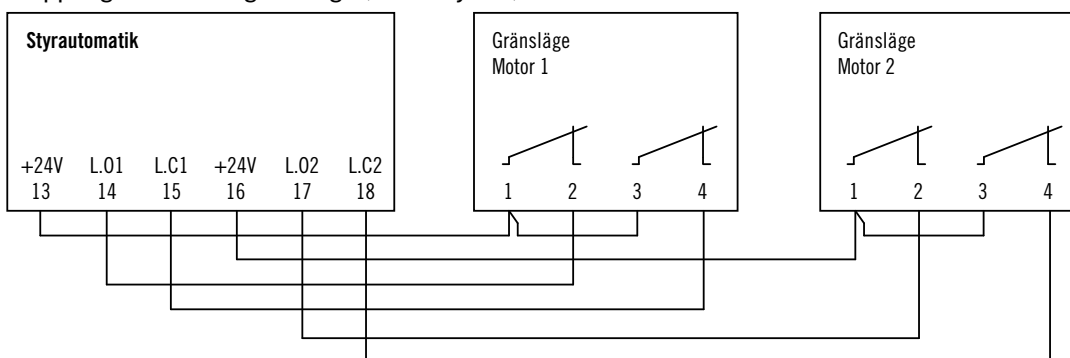 Styrautomatik
+24V L.O1 L.C1 +24V L.O2 L.C2
13 14 15 16 17 18
Gränsläge
Motor 1
1 2 3 4
Gränsläge
Motor 2
1 2 3 4